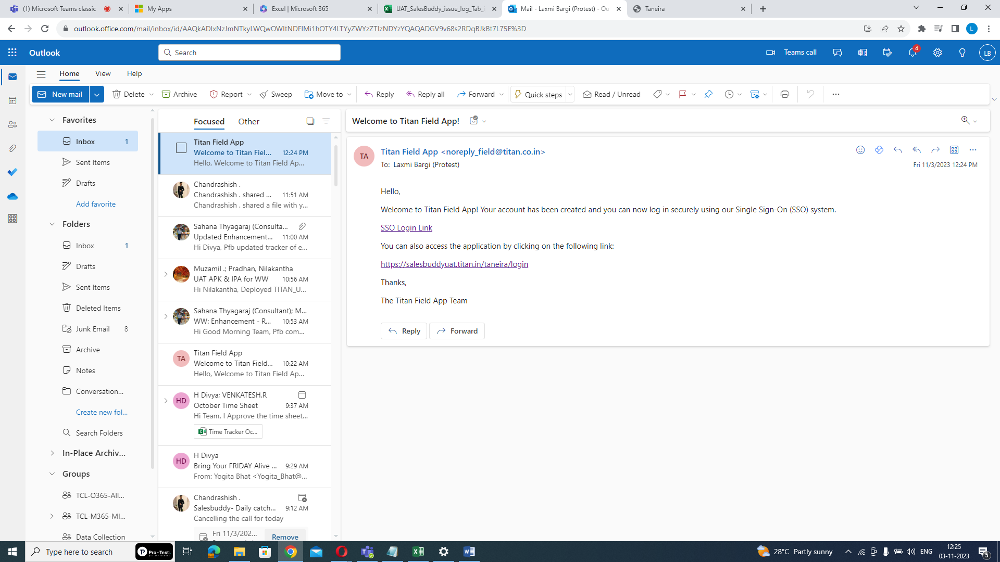 (1) Microsoft Teams classic
My Apps
Excel | Microsoft 365
UAT_SalesBuddy_issue_log_Tab_i
Mail - Laxmi Bargi (Protest) - Ou
Taneira
L
Outlook
Search
Teams call
4
LB
Home
View
Help
New mail
Delete
Archive
Report
Sweep
Move to
Reply
Reply all
Forward
Quick steps
Read / Unread
Favorites
Inbox 1
Sent Items
Drafts
Add favorite
Folders
Inbox 1
Drafts
Sent Items
Deleted Items
Junk Email 8
Archive
Notes
Conversation...
Create new fol...
Search Folders
In-Place Archiv...
Groups
TCL-O365-All...
TCL-M365-MI...
Data Collection
Focused
Other
Titan Field App
Welcome to Titan Fiel... 12:24 PM
Hello, Welcome to Titan Field Ap...
Chandrashish .
Chandrashish . shared ... 11:51 AM
Chandrashish . shared a file with y...
Sahana Thyagaraj (Consulta...
Updated Enhancement... 11:00 AM
Hi Divya, Pfb updated tracker of e...
Muzamil .; Pradhan, Nilakantha
UAT APK & IPA for WW 10:56 AM
Hi Nilakantha, Deployed TITAN_U...
Sahana Thyagaraj (Consultant); M...
WW: Enhancement - R... 10:53 AM
Hi Good Morning Team, Pfb com...
TA
Titan Field App
Welcome to Titan Field... 10:22 AM
Hello, Welcome to Titan Field Ap...
HD
H Divya; VENKATESH.R
October Time Sheet 9:37 AM
Hi Team, I Approve the time sheet...
Time Tracker Oc...
HD
H Divya
Bring Your FRIDAY Alive ... 9:29 AM
From: Yogita Bhat <Yogita_Bhat@...
Chandrashish .
Salesbuddy- Daily catch... 9:12 AM
Cancelling the call for today
Fri 11/3/202...
Remove
Welcome to Titan Field App!
TA
Titan Field App <noreply_field@titan.co.in>
To: Laxmi Bargi (Protest)
Fri 11/3/2023 12:24 PM
Hello,
Welcome to Titan Field App! Your account has been created and you can now log in securely using our Single Sign-On (SSO) system.
SSO Login Link
You can also access the application by clicking on the following link:
https://salesbuddyuat.titan.in/taneira/login
Thanks,
The Titan Field App Team
Reply
Forward
Type here to search
Pro-Test.
28°C Partly sunny
ENG
12:25
03-11-2023
5